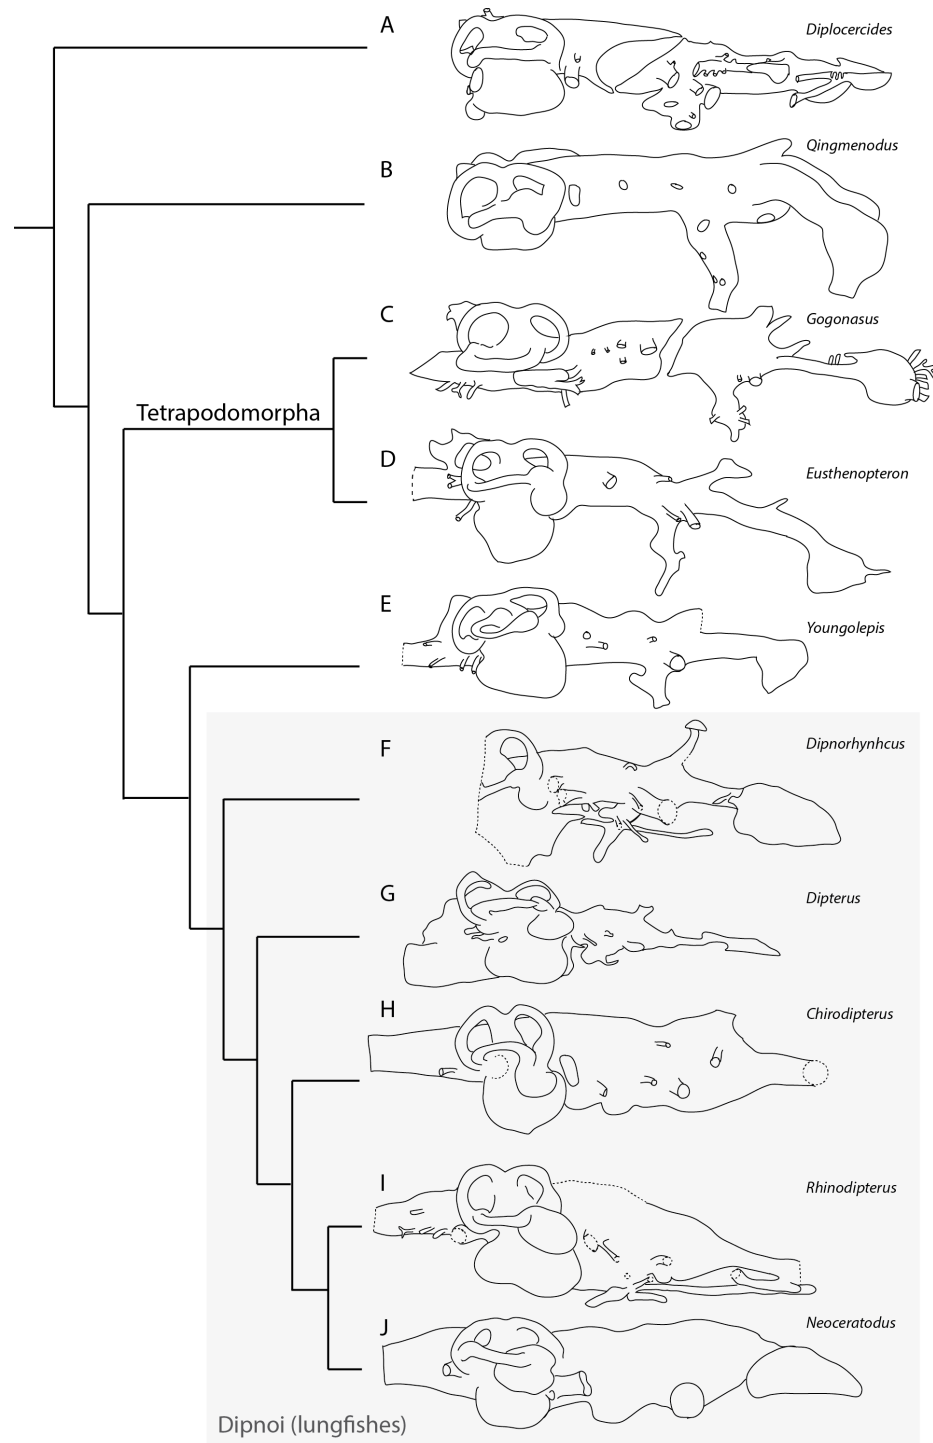 A
Diplocercides
B
Qingmenodus
C
Gogonasus
Tetrapodomorpha
D
Eusthenopteron
E
Youngolepis
F
Dipnorhynhcus
G
Dipterus
H
Chirodipterus
I
Rhinodipterus
J
Neoceratodus
Dipnoi (lungfishes)